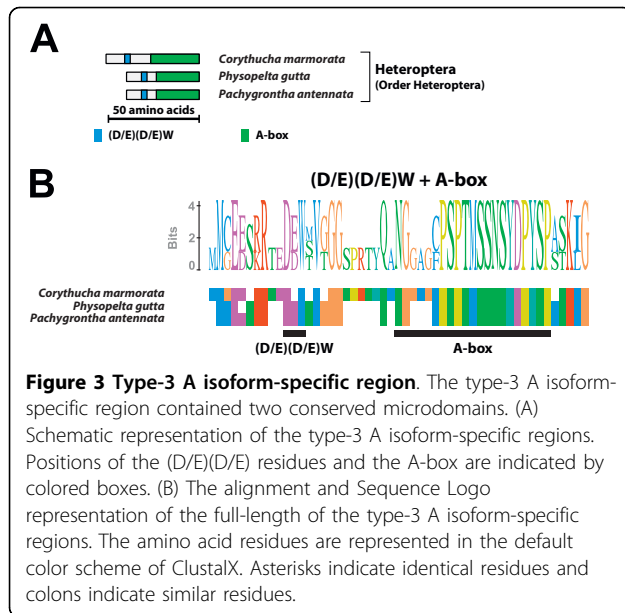 A
Corythucha marmorata
Physopelta gutta
Pachygrontha antennata
Heteroptera
(Order Heteroptera)
50 amino acids
(D/E)(D/E)W
A-box
B
(D/E)(D/E)W + A-box
4
2
0
Bits
Corythucha marmorata
Physopelta gutta
Pachygrontha antennata
(D/E)(D/E)W
A-box
Figure 3 Type-3 A isoform-specific region. The type-3 A isoform-
specific region contained two conserved microdomains. (A)
Schematic representation of the type-3 A isoform-specific regions.
Positions of the (D/E)(D/E) residues and the A-box are indicated by
colored boxes. (B) The alignment and Sequence Logo
representation of the full-length of the type-3 A isoform-specific
regions. The amino acid residues are represented in the default
color scheme of ClustalX. Asterisks indicate identical residues and
colons indicate similar residues.